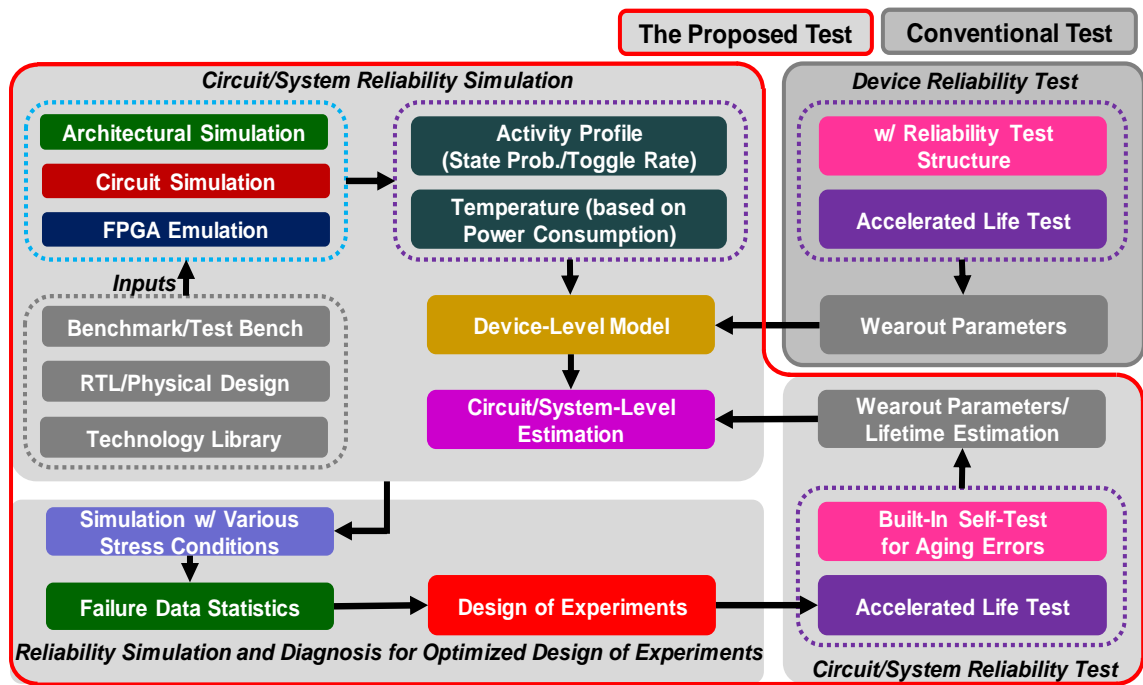 The Proposed Test
Conventional Test
Circuit/System Reliability Simulation
Architectural Simulation
Circuit Simulation
FPGA Emulation
Inputs
Benchmark/Test Bench
RTL/Physical Design
Technology Library
Activity Profile
(State Prob./Toggle Rate)
Temperature (based on
Power Consumption)
Device-Level Model
Circuit/System-Level
Estimation
Device Reliability Test
w/ Reliability Test
Structure
Accelerated Life Test
Wearout Parameters
Wearout Parameters/
Lifetime Estimation
Built-In Self-Test
for Aging Errors
Accelerated Life Test
Circuit/System Reliability Test
Simulation w/ Various
Stress Conditions
Failure Data Statistics
Design of Experiments
Reliability Simulation and Diagnosis for Optimized Design of Experiments